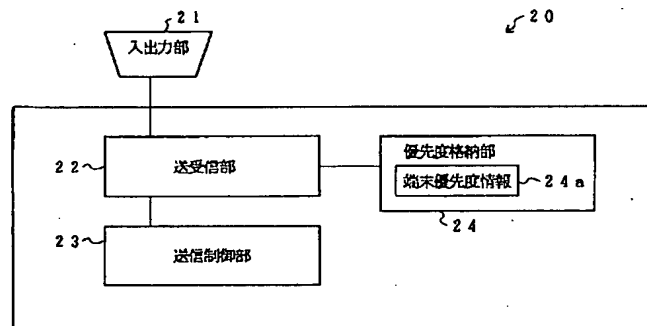 21
入出力部
20
22
送受信部
優先度格納部
端末優先度情報
24a
24
23
送信制御部